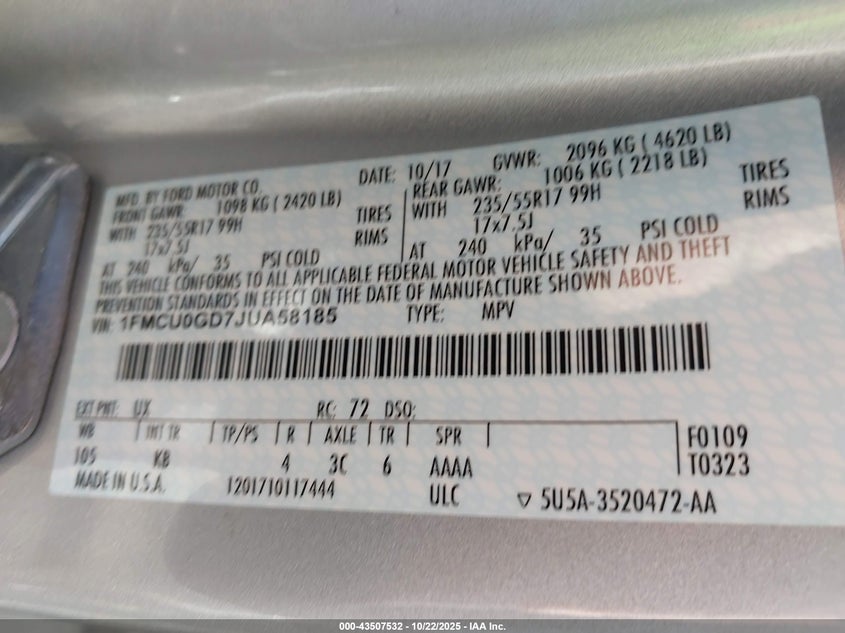 MFD. BY FORD MOTOR CO. DATE: 10/17 GVWR: 2096 KG ( 4620 LB)
FRONT GAWR: 1098 KG ( 2420 LB)
WITH 235/55R17 99H TIRES
17x7.5J RIMS
AT 240 kPa/ 35 PSI COLD
REAR GAWR: 1006 KG ( 2218 LB)
WITH 235/55R17 99H TIRES
17x7.5J RIMS
AT 240 kPa/ 35 PSI COLD
THIS VEHICLE CONFORMS TO ALL APPLICABLE FEDERAL MOTOR VEHICLE SAFETY AND THEFT
PREVENTION STANDARDS IN EFFECT ON THE DATE OF MANUFACTURE SHOWN ABOVE.
VIN: 1FMCU0GD7JUA58185 TYPE: MPV
EXT PNT: UX RC: 72 DSO:
WB INT TR TP/PS R AXLE TR SPR F0109
105 KB 4 3C 6 AAAA T0323
MADE IN U.S.A. 1201710117444 ULC ▽ 5U5A-3520472-AA
000-43507532 - 10/22/2025 - IAA Inc.